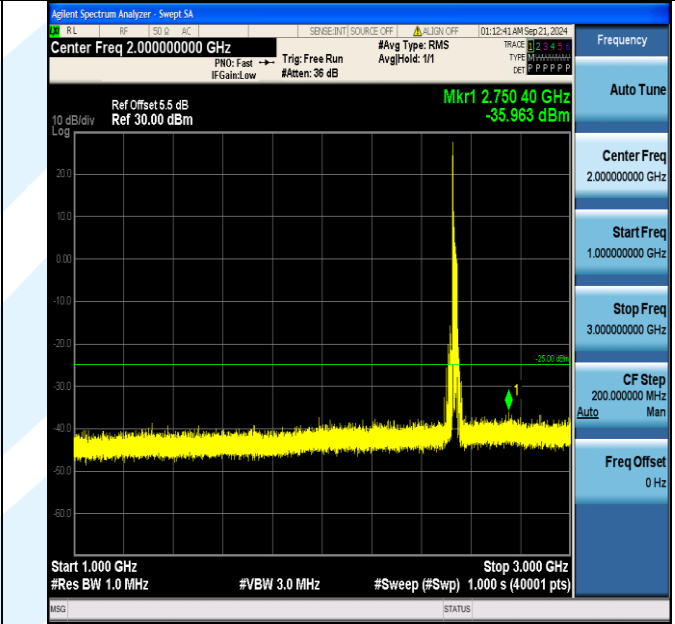 Agilent Spectrum Analyzer - Swept SA
RL RF 50 Ω AC SENSE:INT SOURCE OFF ALIGN OFF 01:12:41 AM Sep 21, 2024
Center Freq 2.000000000 GHz
PNO: Fast
IFGain:Low
Trig: Free Run
#Atten: 36 dB
#Avg Type: RMS
Avg|Hold: 1/1
TRACE 1 2 3 4 5 6
TYPE M
DET P P P P P P
Ref Offset 5.5 dB
10 dB/div Ref 30.00 dBm
Log
Mkr1 2.750 40 GHz
-35.963 dBm
20.0
10.0
0.00
-10.0
-20.0
-25.00 dBm
-30.0
1
-40.0
-50.0
-60.0
Start 1.000 GHz Stop 3.000 GHz
#Res BW 1.0 MHz #VBW 3.0 MHz #Sweep (#Swp) 1.000 s (40001 pts)
MSG STATUS
Frequency
Auto Tune
Center Freq
2.000000000 GHz
Start Freq
1.000000000 GHz
Stop Freq
3.000000000 GHz
CF Step
200.000000 MHz
Auto Man
Freq Offset
0 Hz